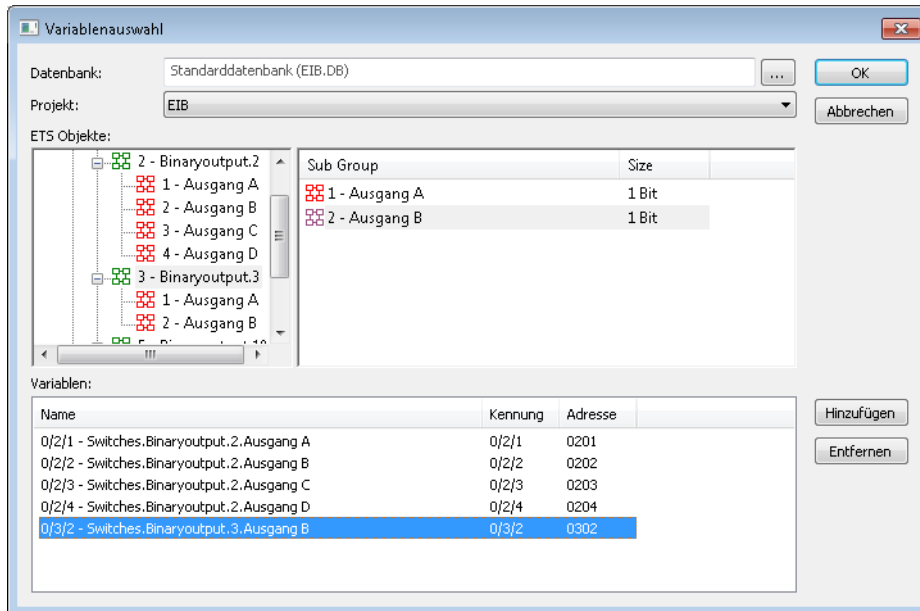 Variablenauswahl
Datenbank: Standarddatenbank (EIB.DB) ... OK
Projekt: EIB Abbrechen
ETS Objekte:
2 - Binaryoutput.2
1 - Ausgang A
2 - Ausgang B
3 - Ausgang C
4 - Ausgang D
3 - Binaryoutput.3
1 - Ausgang A
2 - Ausgang B
Sub Group Size
1 - Ausgang A 1 Bit
2 - Ausgang B 1 Bit
Variablen:
Name Kennung Adresse Hinzufügen
0/2/1 - Switches.Binaryoutput.2.Ausgang A 0/2/1 0201
0/2/2 - Switches.Binaryoutput.2.Ausgang B 0/2/2 0202 Entfernen
0/2/3 - Switches.Binaryoutput.2.Ausgang C 0/2/3 0203
0/2/4 - Switches.Binaryoutput.2.Ausgang D 0/2/4 0204
0/3/2 - Switches.Binaryoutput.3.Ausgang B 0/3/2 0302